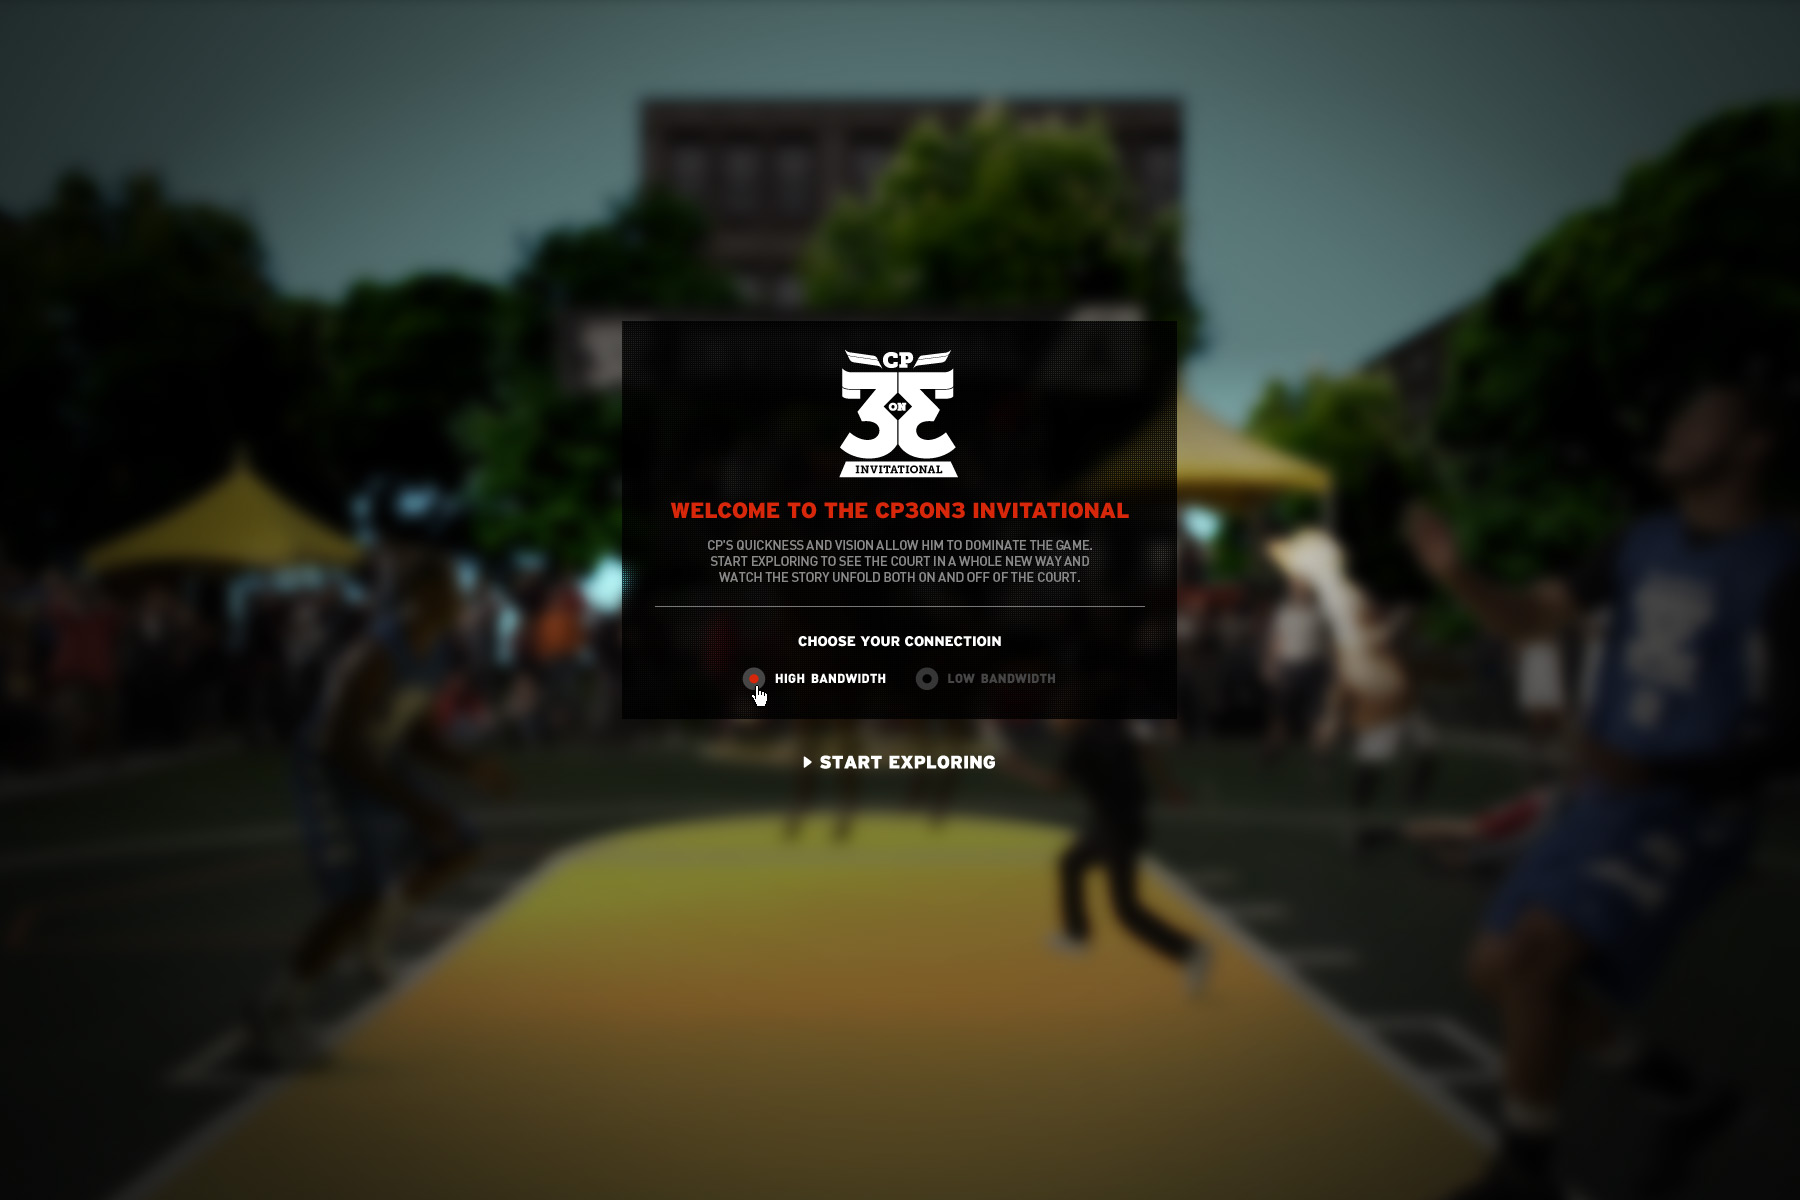 CP
3 ON 3
INVITATIONAL
WELCOME TO THE CP3ON3 INVITATIONAL
CP'S QUICKNESS AND VISION ALLOW HIM TO DOMINATE THE GAME.
START EXPLORING TO SEE THE COURT IN A WHOLE NEW WAY AND
WATCH THE STORY UNFOLD BOTH ON AND OFF OF THE COURT.
CHOOSE YOUR CONNECTIOIN
HIGH BANDWIDTH LOW BANDWIDTH
START EXPLORING